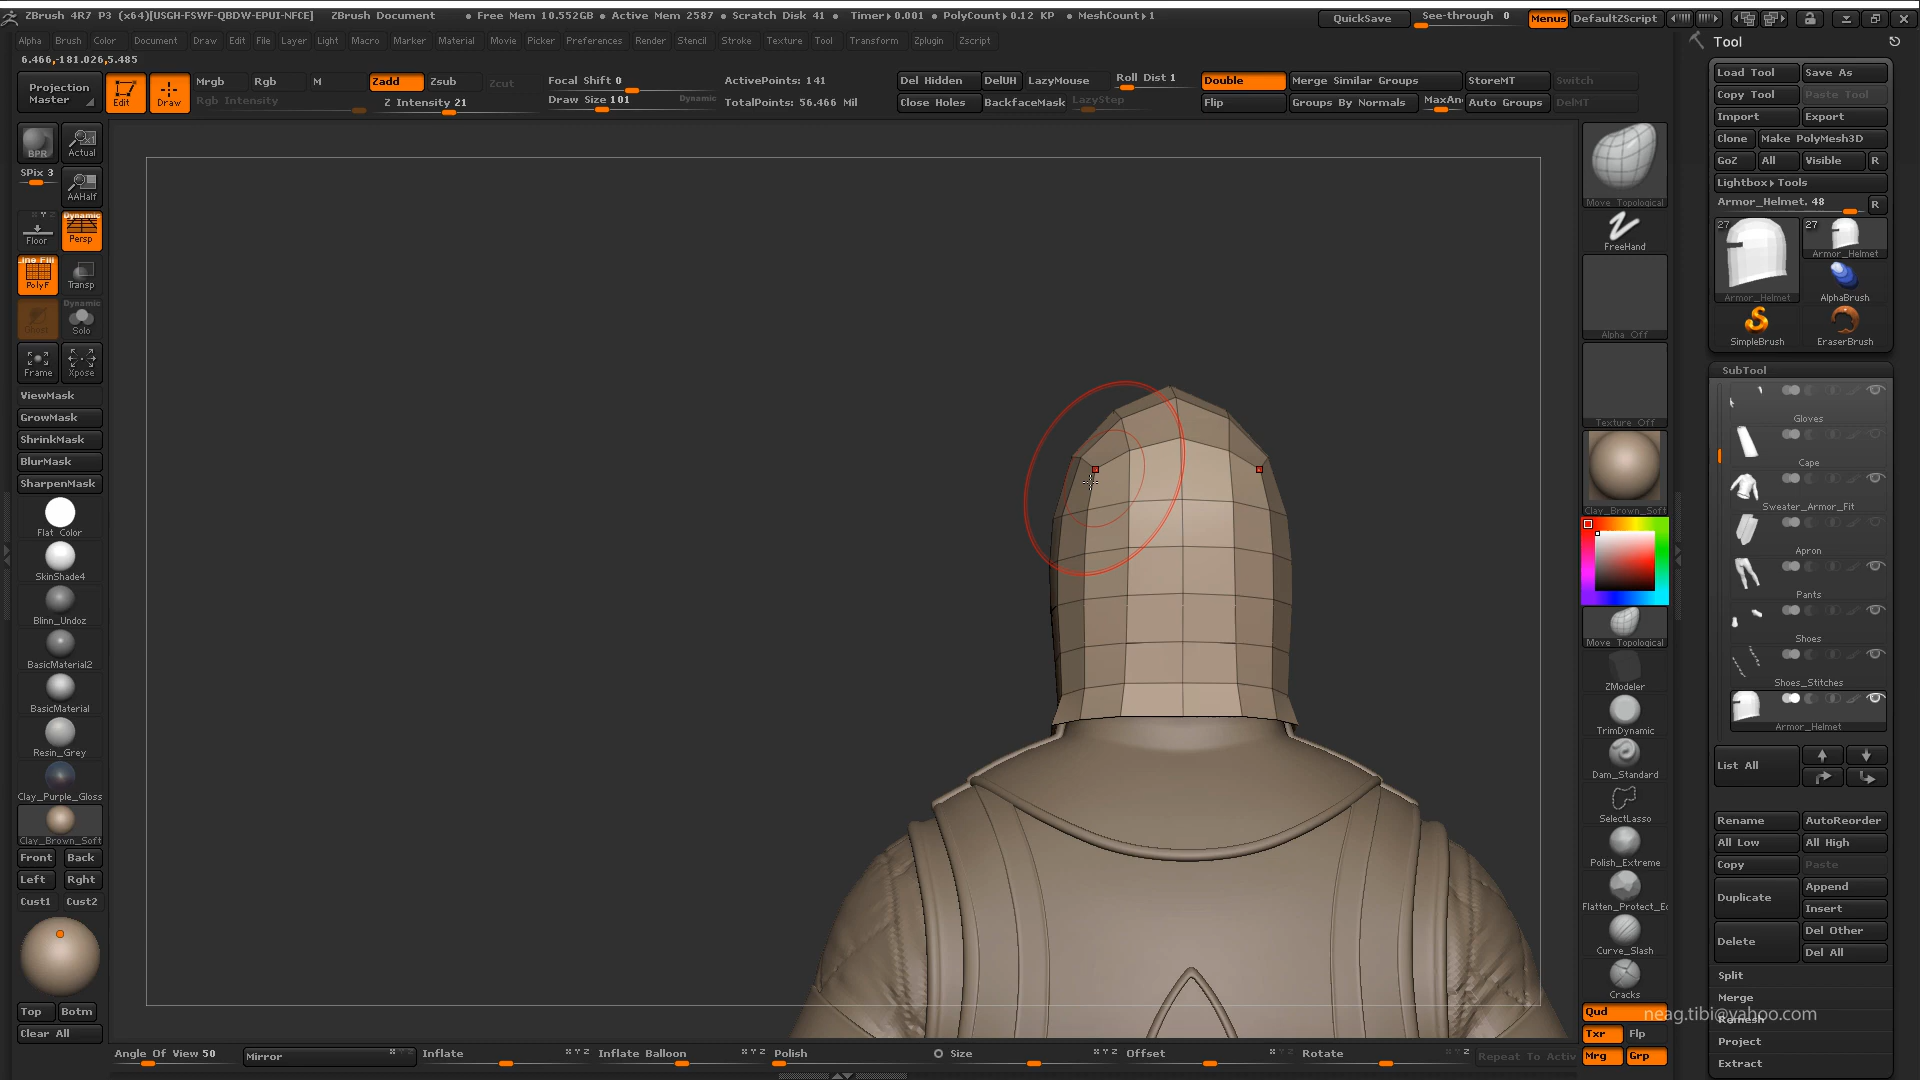 ZBrush 4R7 P3 (x64)[USGH-FSWF-QBDW-EPUI-NFCE] ZBrush Document • Free Mem 10.552GB • Active Mem 2587 • Scratch Disk 41 • Timer▸0.001 • PolyCount▸0.12 KP • MeshCount▸1 QuickSave See-through 0 Menus DefaultZScript
Alpha Brush Color Document Draw Edit File Layer Light Macro Marker Material Movie Picker Preferences Render Stencil Stroke Texture Tool Transform Zplugin Zscript
6.466,-181.026,5.485
Projection Master
Edit
Draw
Mrgb Rgb M Zadd Zsub Zcut
Rgb Intensity Z Intensity 21
Focal Shift 0
Draw Size 101 Dynamic
ActivePoints: 141
TotalPoints: 56.466 Mil
Del Hidden DelUH LazyMouse Roll Dist 1 Double Merge Similar Groups StoreMT Switch
Close Holes BackfaceMask LazyStep Flip Groups By Normals MaxAn Auto Groups DelMT
BPR
Actual
SPix 3
AAHalf
Floor
Dynamic
Persp
Line Fill
PolyF
Transp
Ghost
Dynamic
Solo
Frame
Xpose
ViewMask
GrowMask
ShrinkMask
BlurMask
SharpenMask
Flat Color
SkinShade4
Blinn_Undoz
BasicMaterial2
BasicMaterial
Resin_Grey
Clay_Purple_Gloss
Clay_Brown_Soft
Front Back
Left Rght
Cust1 Cust2
Top Botm
Clear All
Angle Of View 50 Mirror Inflate Inflate Balloon Polish Size Offset Rotate Repeat To Activ
Move Topological
FreeHand
Alpha Off
Texture Off
Clay_Brown_Soft
Move Topological
ZModeler
TrimDynamic
Dam_Standard
SelectLasso
Polish_Extreme
Flatten_Protect_Ed
Curve_Slash
Cracks
Qud
Txr Flp
Mrg Grp
Tool
Load Tool Save As
Copy Tool Paste Tool
Import Export
Clone Make PolyMesh3D
GoZ All Visible R
Lightbox▸Tools
Armor_Helmet. 48 R
27 27
Armor_Helmet
Armor_Helmet
AlphaBrush
SimpleBrush EraserBrush
SubTool
Gloves
Cape
Sweater_Armor_Fit
Apron
Pants
Shoes
Shoes_Stitches
Armor_Helmet
List All
Rename AutoReorder
All Low All High
Copy Paste
Duplicate Append
Insert
Delete Del Other
Del All
Split
Merge
neag.tibi@yahoo.com
Remesh
Project
Extract